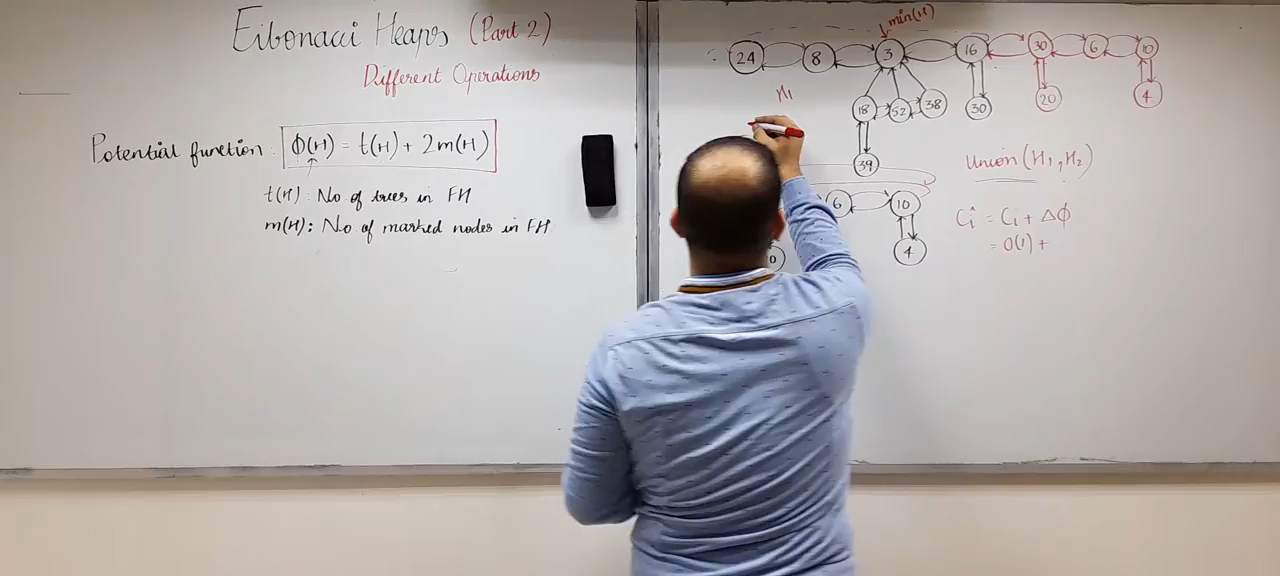 Fibonacci Heaps (Part 2)
Different Operations
Potential function : Φ(H) = t(H) + 2m(H)
t(H) : No of trees in FH
m(H) : No of marked nodes in FH
min(H)
24 8 3 16 30 6 10
18 52 38 30 20 4
39
H1
6 10
0 4
Union (H1, H2)
Ĉi = Ci + ΔΦ
= O(1) +